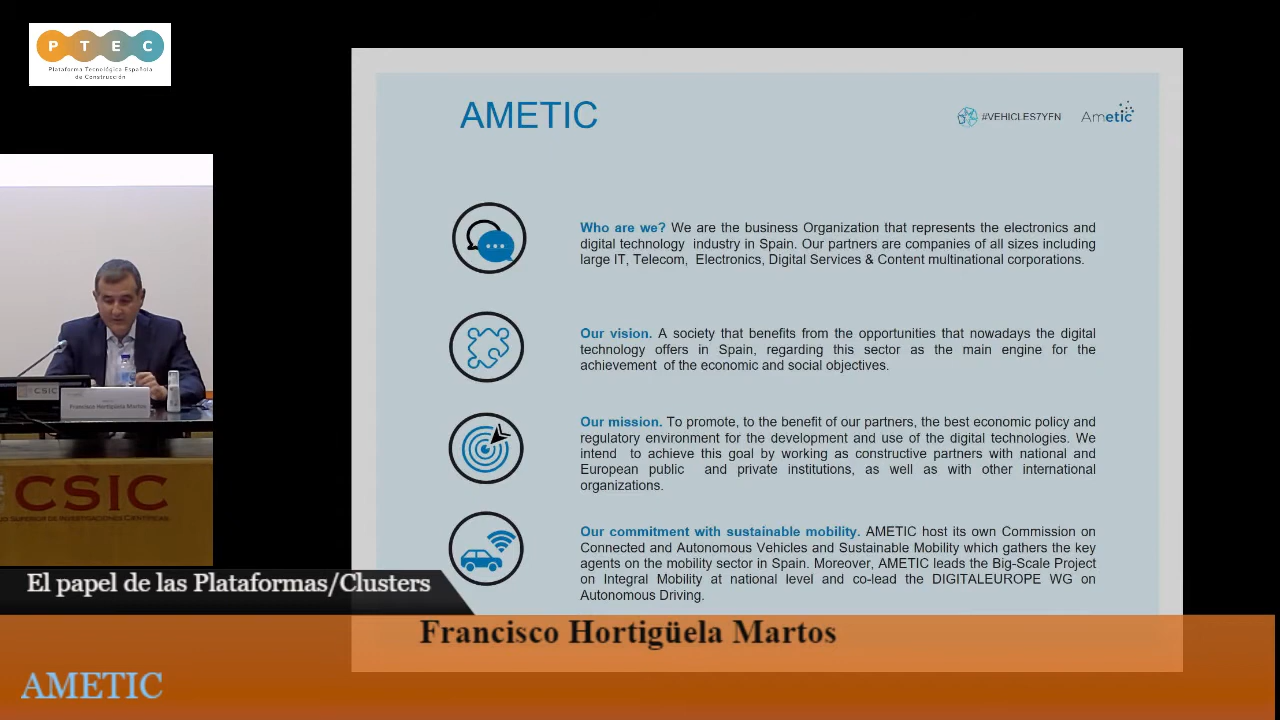 PTEC
Plataforma Tecnológica Española
de Construcción
AMETIC
#VEHICLES7YFN
Ametic
Who are we? We are the business Organization that represents the electronics and
digital technology industry in Spain. Our partners are companies of all sizes including
large IT, Telecom, Electronics, Digital Services & Content multinational corporations.
Our vision. A society that benefits from the opportunities that nowadays the digital
technology offers in Spain, regarding this sector as the main engine for the
achievement of the economic and social objectives.
Our mission. To promote, to the benefit of our partners, the best economic policy and
regulatory environment for the development and use of the digital technologies. We
intend to achieve this goal by working as constructive partners with national and
European public and private institutions, as well as with other international
organizations.
Our commitment with sustainable mobility. AMETIC host its own Commission on
Connected and Autonomous Vehicles and Sustainable Mobility which gathers the key
agents on the mobility sector in Spain. Moreover, AMETIC leads the Big-Scale Project
on Integral Mobility at national level and co-lead the DIGITALEUROPE WG on
Autonomous Driving.
CSIC
Francisco Hortigüela Martos
CSIC
SUPERIOR DE INVESTIGACIONES CIENTÍFICAS
El papel de las Plataformas/Clusters
Francisco Hortigüela Martos
AMETIC